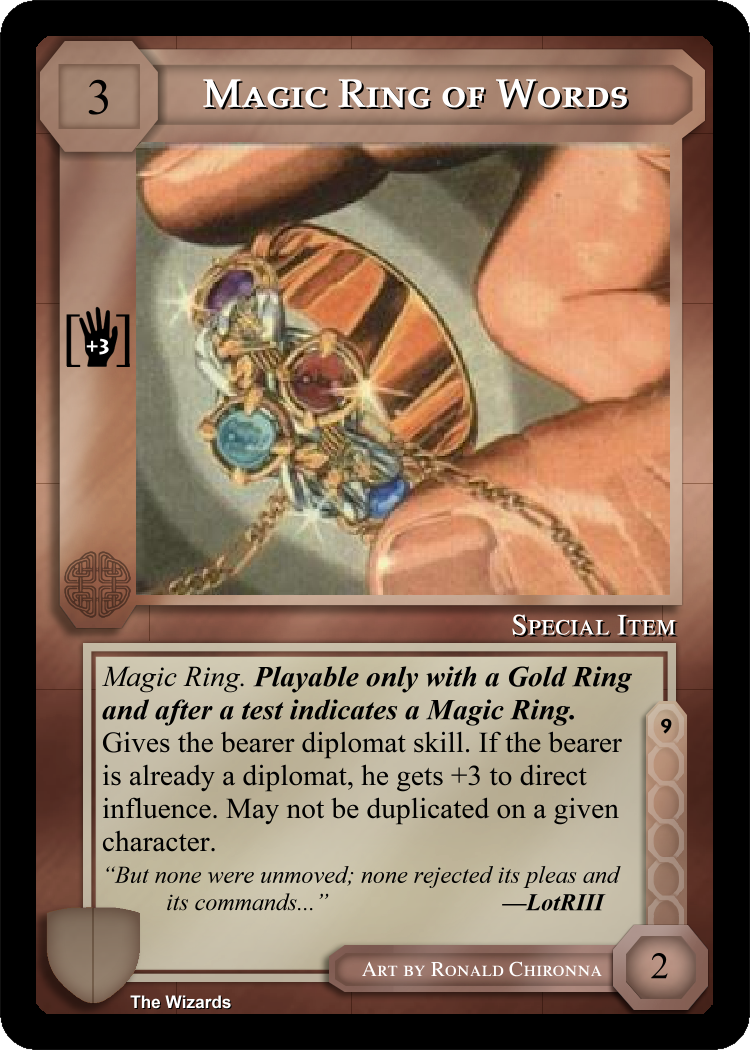 3
Magic Ring of Words
[+3]
Special Item
Magic Ring. Playable only with a Gold Ring
and after a test indicates a Magic Ring.
Gives the bearer diplomat skill. If the bearer
is already a diplomat, he gets +3 to direct
influence. May not be duplicated on a given
character.
“But none were unmoved; none rejected its pleas and
its commands...” —LotRIII
9
Art by Ronald Chironna
2
The Wizards